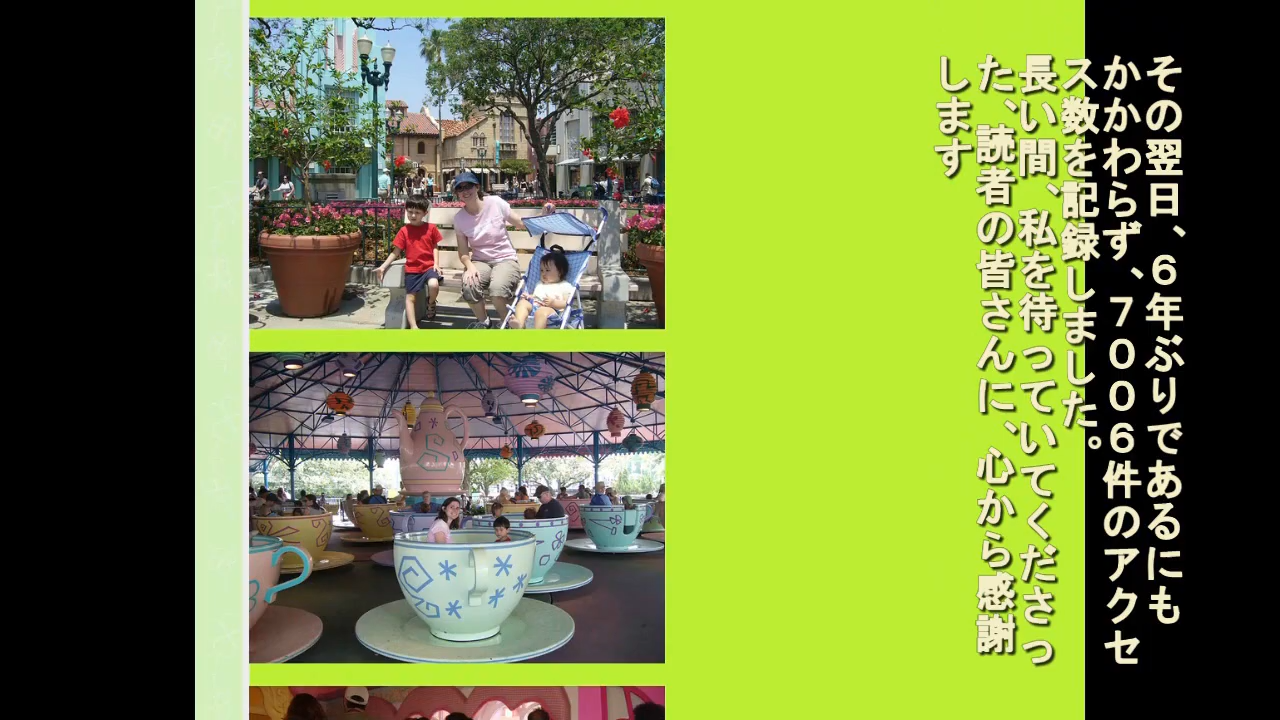 その翌日、６年ぶりであるにも
かかわらず、７００６件のアクセ
ス数を記録しました。
長い間、私を待っていてくださっ
た、読者の皆さんに、心から感謝
します